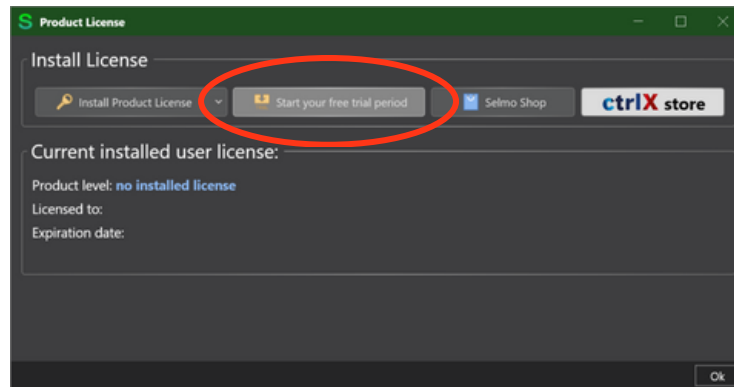 Product License
Install License
Install Product License
Start your free trial period
Selmo Shop
ctrlX store
Current installed user license:
Product level: no installed license
Licensed to:
Expiration date:
Ok